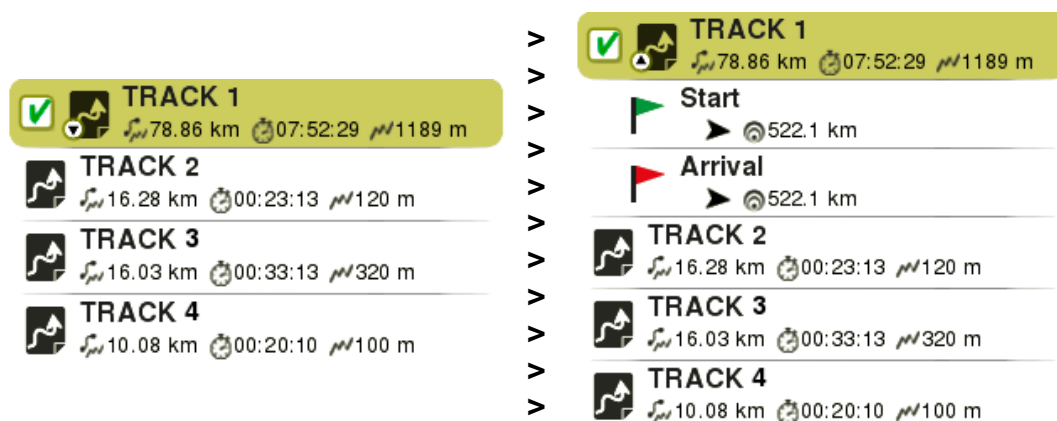 TRACK 1
78.86 km 07:52:29 1189 m
TRACK 2
16.28 km 00:23:13 120 m
TRACK 3
16.03 km 00:33:13 320 m
TRACK 4
10.08 km 00:20:10 100 m
>
>
>
>
>
>
>
>
>
>
>
TRACK 1
78.86 km 07:52:29 1189 m
Start
522.1 km
Arrival
522.1 km
TRACK 2
16.28 km 00:23:13 120 m
TRACK 3
16.03 km 00:33:13 320 m
TRACK 4
10.08 km 00:20:10 100 m